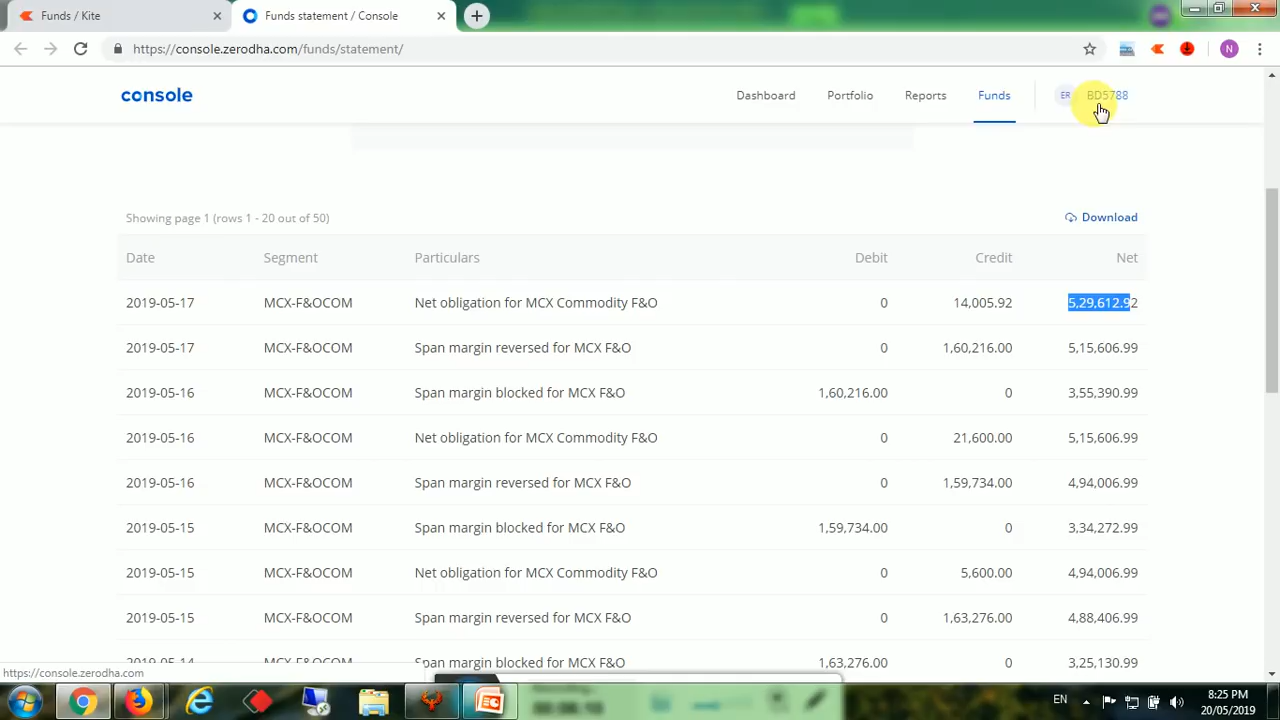 Funds / Kite
Funds statement / Console
https://console.zerodha.com/funds/statement/
N
console
Dashboard Portfolio Reports Funds ER BD5788
Showing page 1 (rows 1 - 20 out of 50) Download
Date Segment Particulars Debit Credit Net
2019-05-17 MCX-F&OCOM Net obligation for MCX Commodity F&O 0 14,005.92 5,29,612.92
2019-05-17 MCX-F&OCOM Span margin reversed for MCX F&O 0 1,60,216.00 5,15,606.99
2019-05-16 MCX-F&OCOM Span margin blocked for MCX F&O 1,60,216.00 0 3,55,390.99
2019-05-16 MCX-F&OCOM Net obligation for MCX Commodity F&O 0 21,600.00 5,15,606.99
2019-05-16 MCX-F&OCOM Span margin reversed for MCX F&O 0 1,59,734.00 4,94,006.99
2019-05-15 MCX-F&OCOM Span margin blocked for MCX F&O 1,59,734.00 0 3,34,272.99
2019-05-15 MCX-F&OCOM Net obligation for MCX Commodity F&O 0 5,600.00 4,94,006.99
2019-05-15 MCX-F&OCOM Span margin reversed for MCX F&O 0 1,63,276.00 4,88,406.99
2019-05-14 MCX-F&OCOM Span margin blocked for MCX F&O 1,63,276.00 0 3,25,130.99
https://console.zerodha.com
Recording...
00:06:10
EN
8:25 PM
20/05/2019